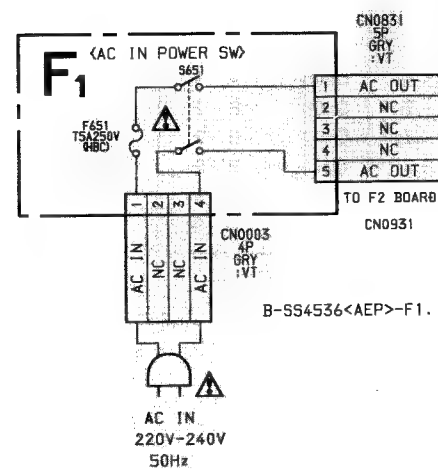 F1
<AC IN POWER SW>
S651
F651
T5A250V
(HBC)
CN0831
5P
GRY
:VT
1 AC OUT
2 NC
3 NC
4 NC
5 AC OUT
TO F2 BOARD
CN0931
1 2 3 4
AC IN
NC
NC
AC IN
CN0003
4P
GRY
:VT
B-SS4536<AEP>-F1.
AC IN
220V-240V
50Hz